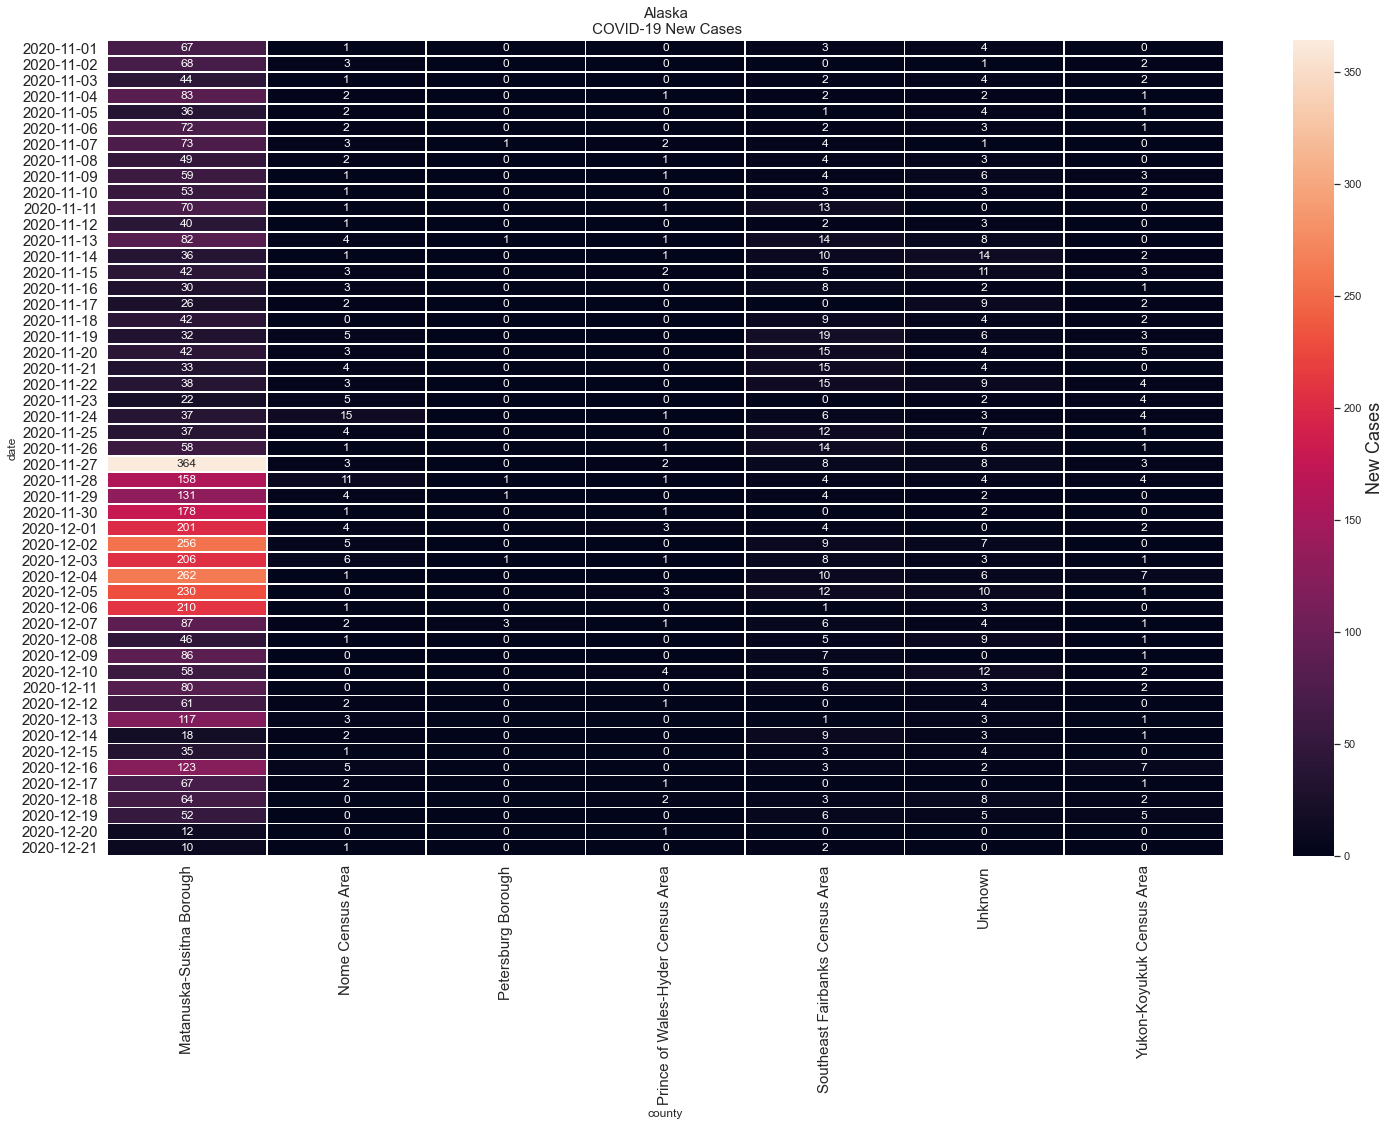 Alaska
COVID-19 New Cases
2020-11-01 67 1 0 0 3 4 0
2020-11-02 68 3 0 0 0 1 2
2020-11-03 44 1 0 0 2 4 2
2020-11-04 83 2 0 1 2 2 1
2020-11-05 36 2 0 0 1 4 1
2020-11-06 72 2 0 0 2 3 1
2020-11-07 73 3 1 2 4 1 0
2020-11-08 49 2 0 1 4 3 0
2020-11-09 59 1 0 1 4 6 3
2020-11-10 53 1 0 0 3 3 2
2020-11-11 70 1 0 1 13 0 0
2020-11-12 40 1 0 0 2 3 0
2020-11-13 82 4 1 1 14 8 0
2020-11-14 36 1 0 1 10 14 2
2020-11-15 42 3 0 2 5 11 3
2020-11-16 30 3 0 0 8 2 1
2020-11-17 26 2 0 0 0 9 2
2020-11-18 42 0 0 0 9 4 2
2020-11-19 32 5 0 0 19 6 3
2020-11-20 42 3 0 0 15 4 5
2020-11-21 33 4 0 0 15 4 0
2020-11-22 38 3 0 0 15 9 4
2020-11-23 22 5 0 0 0 2 4
2020-11-24 37 15 0 1 6 3 4
2020-11-25 37 4 0 0 12 7 1
2020-11-26 58 1 0 1 14 6 1
2020-11-27 364 3 0 2 8 8 3
2020-11-28 158 11 1 1 4 4 4
2020-11-29 131 4 1 0 4 2 0
2020-11-30 178 1 0 1 0 2 0
2020-12-01 201 4 0 3 4 0 2
2020-12-02 256 5 0 0 9 7 0
2020-12-03 206 6 1 1 8 3 1
2020-12-04 262 1 0 0 10 6 7
2020-12-05 230 0 0 3 12 10 1
2020-12-06 210 1 0 0 1 3 0
2020-12-07 87 2 3 1 6 4 1
2020-12-08 46 1 0 0 5 9 1
2020-12-09 86 0 0 0 7 0 1
2020-12-10 58 0 0 4 5 12 2
2020-12-11 80 0 0 0 6 3 2
2020-12-12 61 2 0 1 0 4 0
2020-12-13 117 3 0 0 1 3 1
2020-12-14 18 2 0 0 9 3 1
2020-12-15 35 1 0 0 3 4 0
2020-12-16 123 5 0 0 3 2 7
2020-12-17 67 2 0 1 0 0 1
2020-12-18 64 0 0 2 3 8 2
2020-12-19 52 0 0 0 6 5 5
2020-12-20 12 0 0 1 0 0 0
2020-12-21 10 1 0 0 2 0 0
date
Matanuska-Susitna Borough
Nome Census Area
Petersburg Borough
Prince of Wales-Hyder Census Area
Southeast Fairbanks Census Area
Unknown
Yukon-Koyukuk Census Area
county
350
300
250
200
150
100
50
0
New Cases